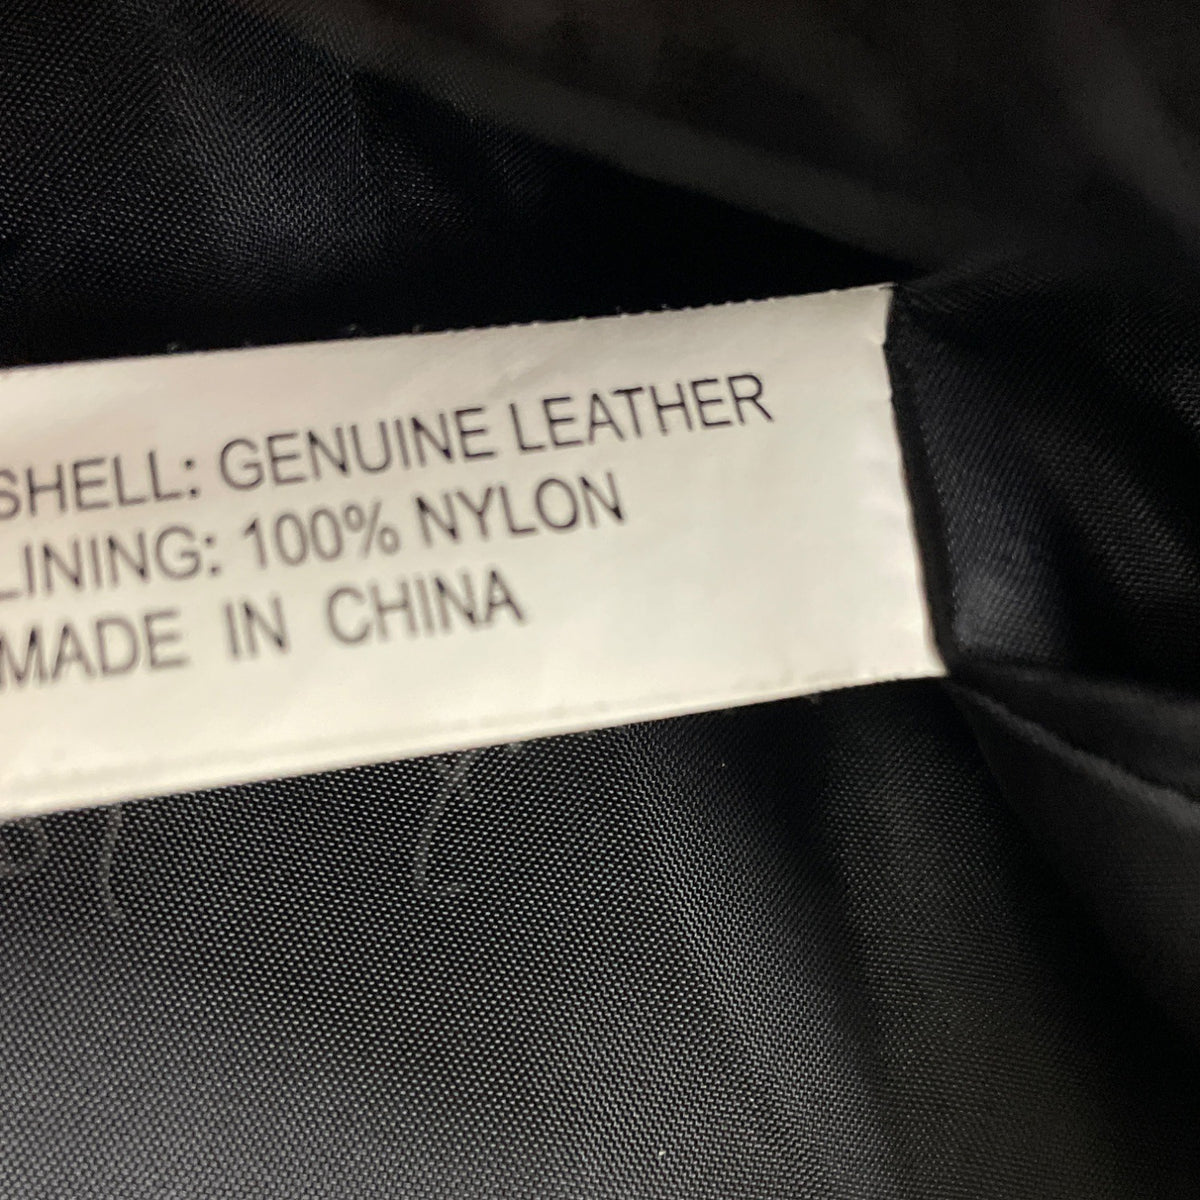 SHELL: GENUINE LEATHER
LINING: 100% NYLON
MADE IN CHINA